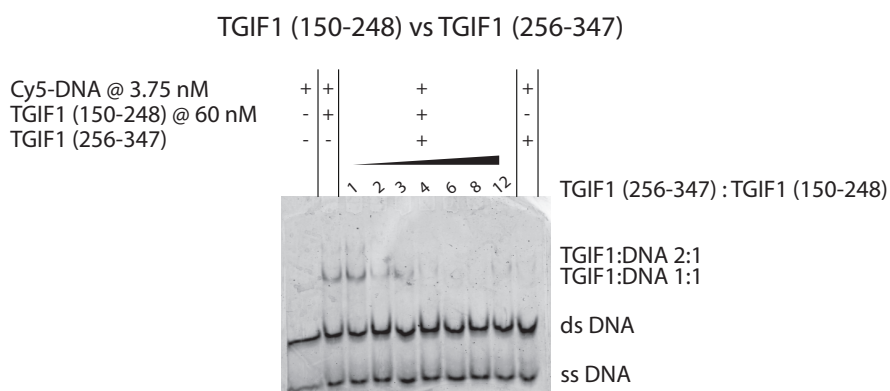 TGIF1 (150-248) vs TGIF1 (256-347)
Cy5-DNA @ 3.75 nM + + + +
TGIF1 (150-248) @ 60 nM - + + -
TGIF1 (256-347) - - + +
1 2 3 4 6 8 12
TGIF1 (256-347) : TGIF1 (150-248)
TGIF1:DNA 2:1
TGIF1:DNA 1:1
ds DNA
ss DNA